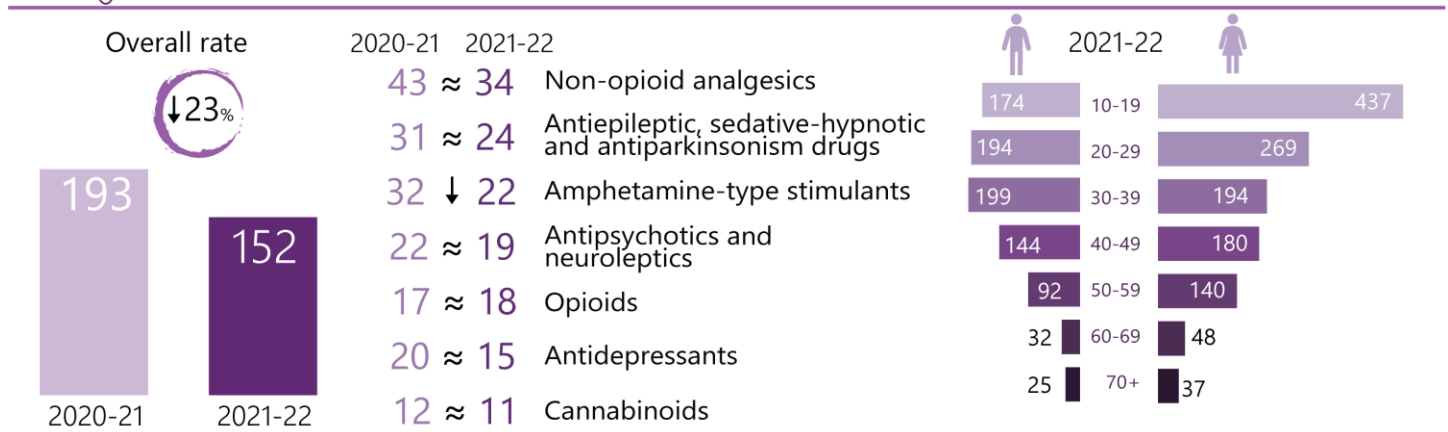 Overall rate
↓23%
193
152
2020-21
2021-22
2020-21 2021-22
43 ≈ 34 Non-opioid analgesics
31 ≈ 24 Antiepileptic, sedative-hypnotic
and antiparkinsonism drugs
32 ↓ 22 Amphetamine-type stimulants
22 ≈ 19 Antipsychotics and
neuroleptics
17 ≈ 18 Opioids
20 ≈ 15 Antidepressants
12 ≈ 11 Cannabinoids
2021-22
174 10-19 437
194 20-29 269
199 30-39 194
144 40-49 180
92 50-59 140
32 60-69 48
25 70+ 37